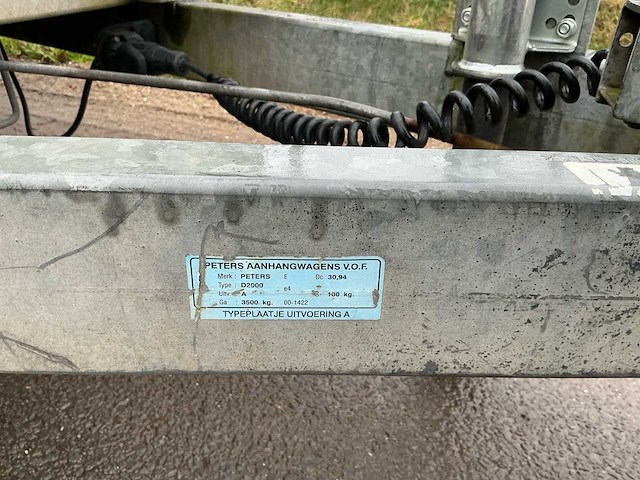 PETERS AANHANGWAGENS V.O.F.
Merk : PETERS E Dc 30,94
Type : D2000 e4
Uitv A S 100 kg.
Ga 3500 kg. 00-1422
TYPEPLAATJE UITVOERING A